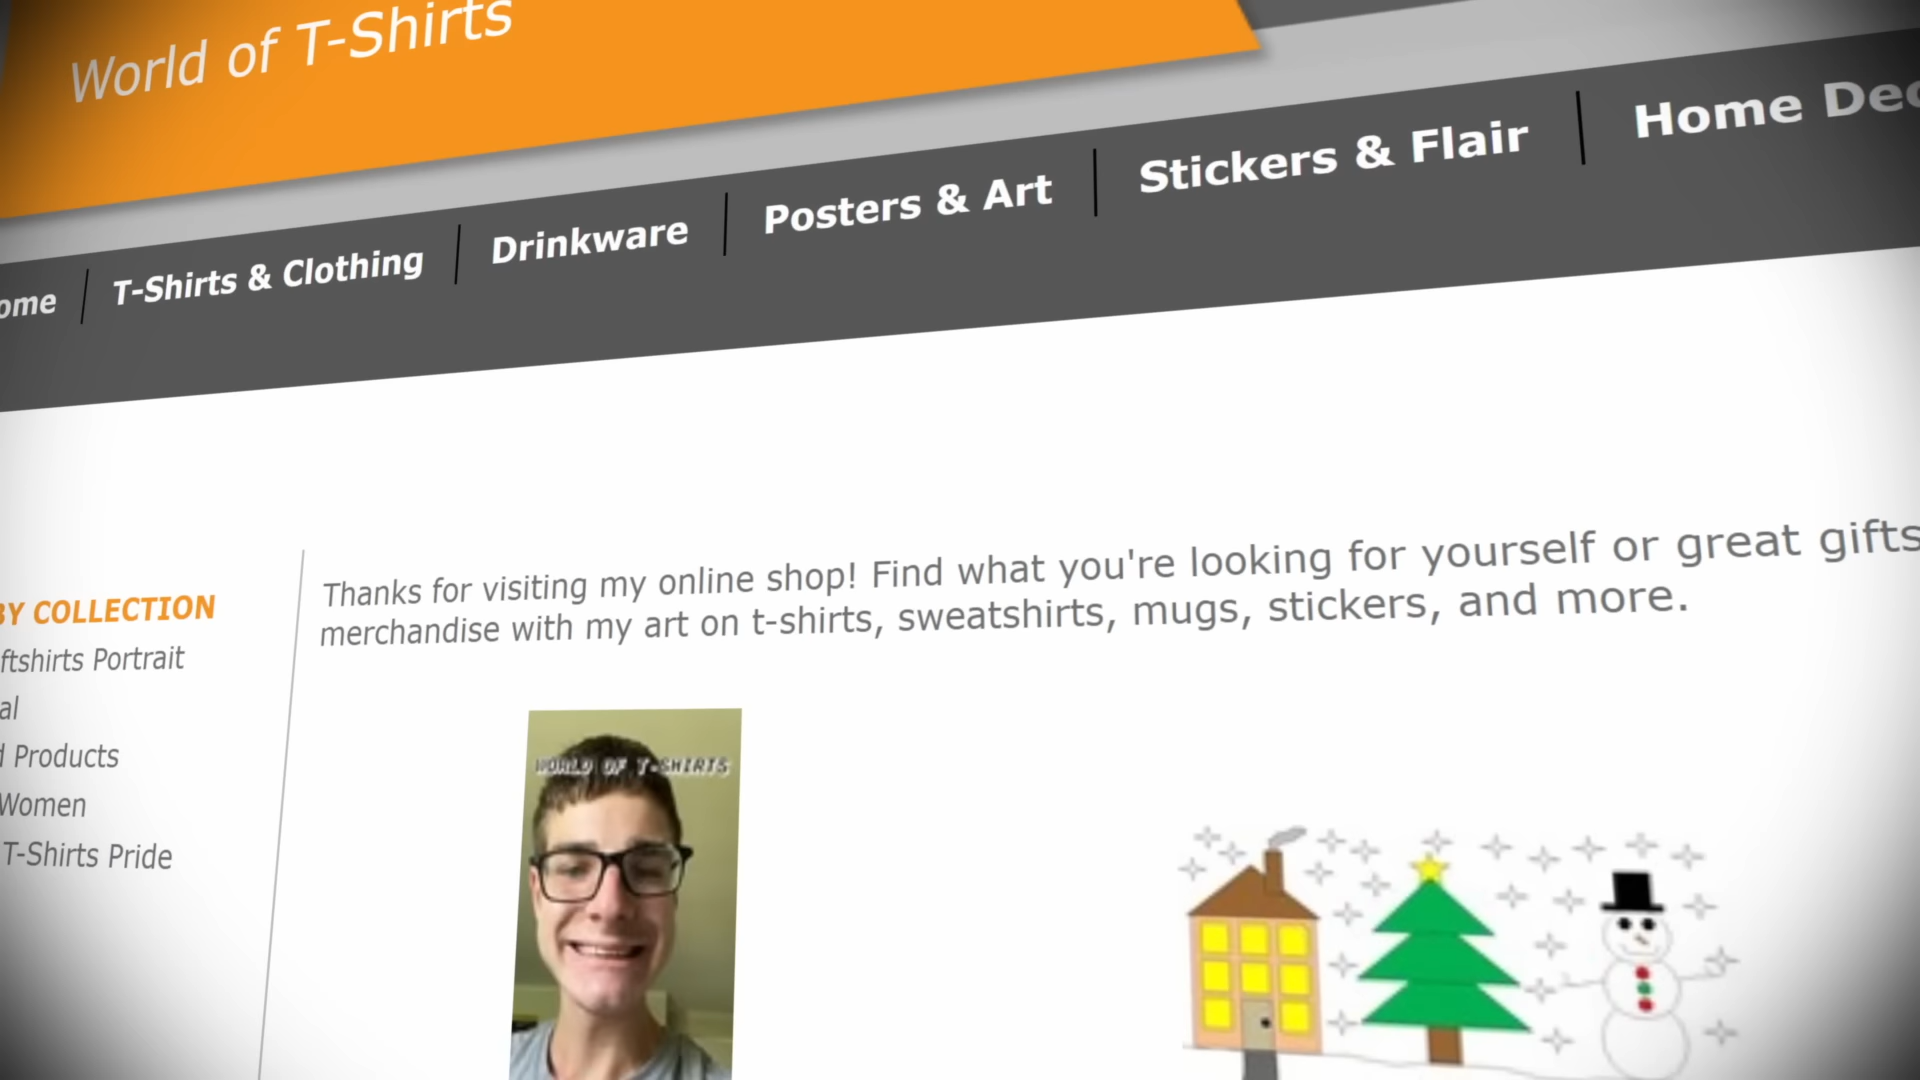 World of T-Shirts
ome
T-Shirts & Clothing
Drinkware
Posters & Art
Stickers & Flair
Home Dec
Thanks for visiting my online shop! Find what you're looking for yourself or great gifts
merchandise with my art on t-shirts, sweatshirts, mugs, stickers, and more.
BY COLLECTION
ftshirts Portrait
al
d Products
Women
T-Shirts Pride
WORLD OF T-SHIRTS